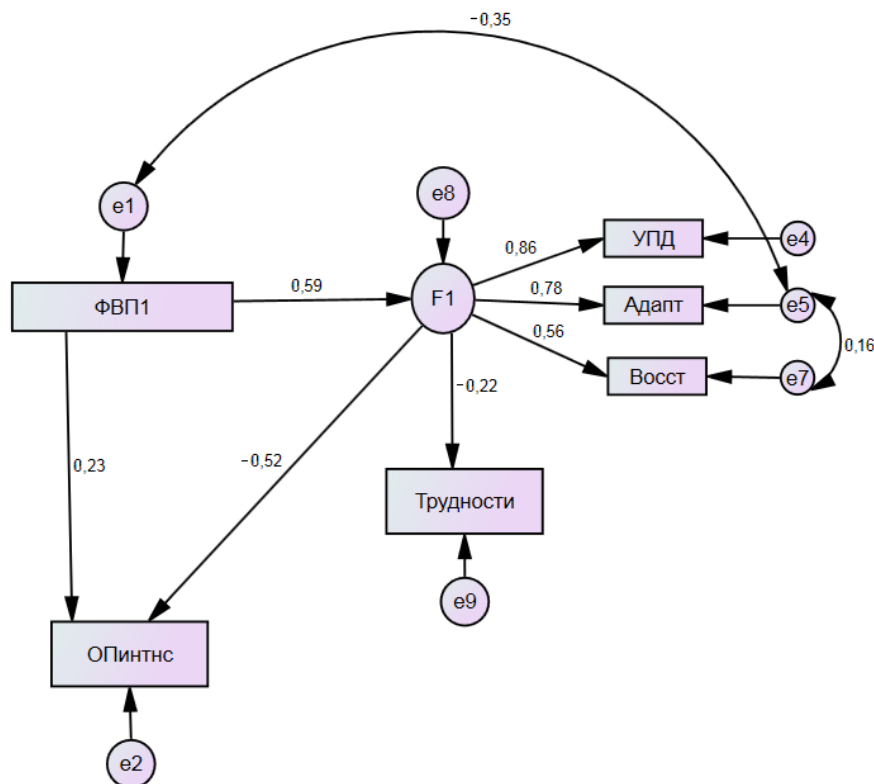 −0,35
e1
e8
УПД
e4
0,86
ФВП1
0,59
F1
0,78
Адапт
e5
0,56
0,16
Восст
e7
−0,22
0,23
−0,52
Трудности
e9
ОПинтнс
e2